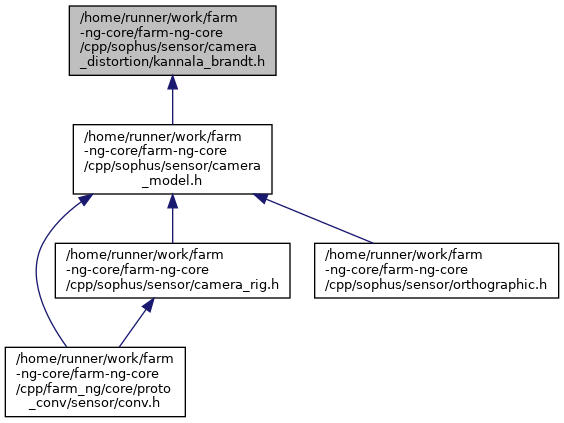 /home/runner/work/farm
-ng-core/farm-ng-core
/cpp/sophus/sensor/camera
_distortion/kannala_brandt.h
/home/runner/work/farm
-ng-core/farm-ng-core
/cpp/sophus/sensor/camera
_model.h
/home/runner/work/farm
-ng-core/farm-ng-core
/cpp/sophus/sensor/camera_rig.h
/home/runner/work/farm
-ng-core/farm-ng-core
/cpp/sophus/sensor/orthographic.h
/home/runner/work/farm
-ng-core/farm-ng-core
/cpp/farm_ng/core/proto
_conv/sensor/conv.h